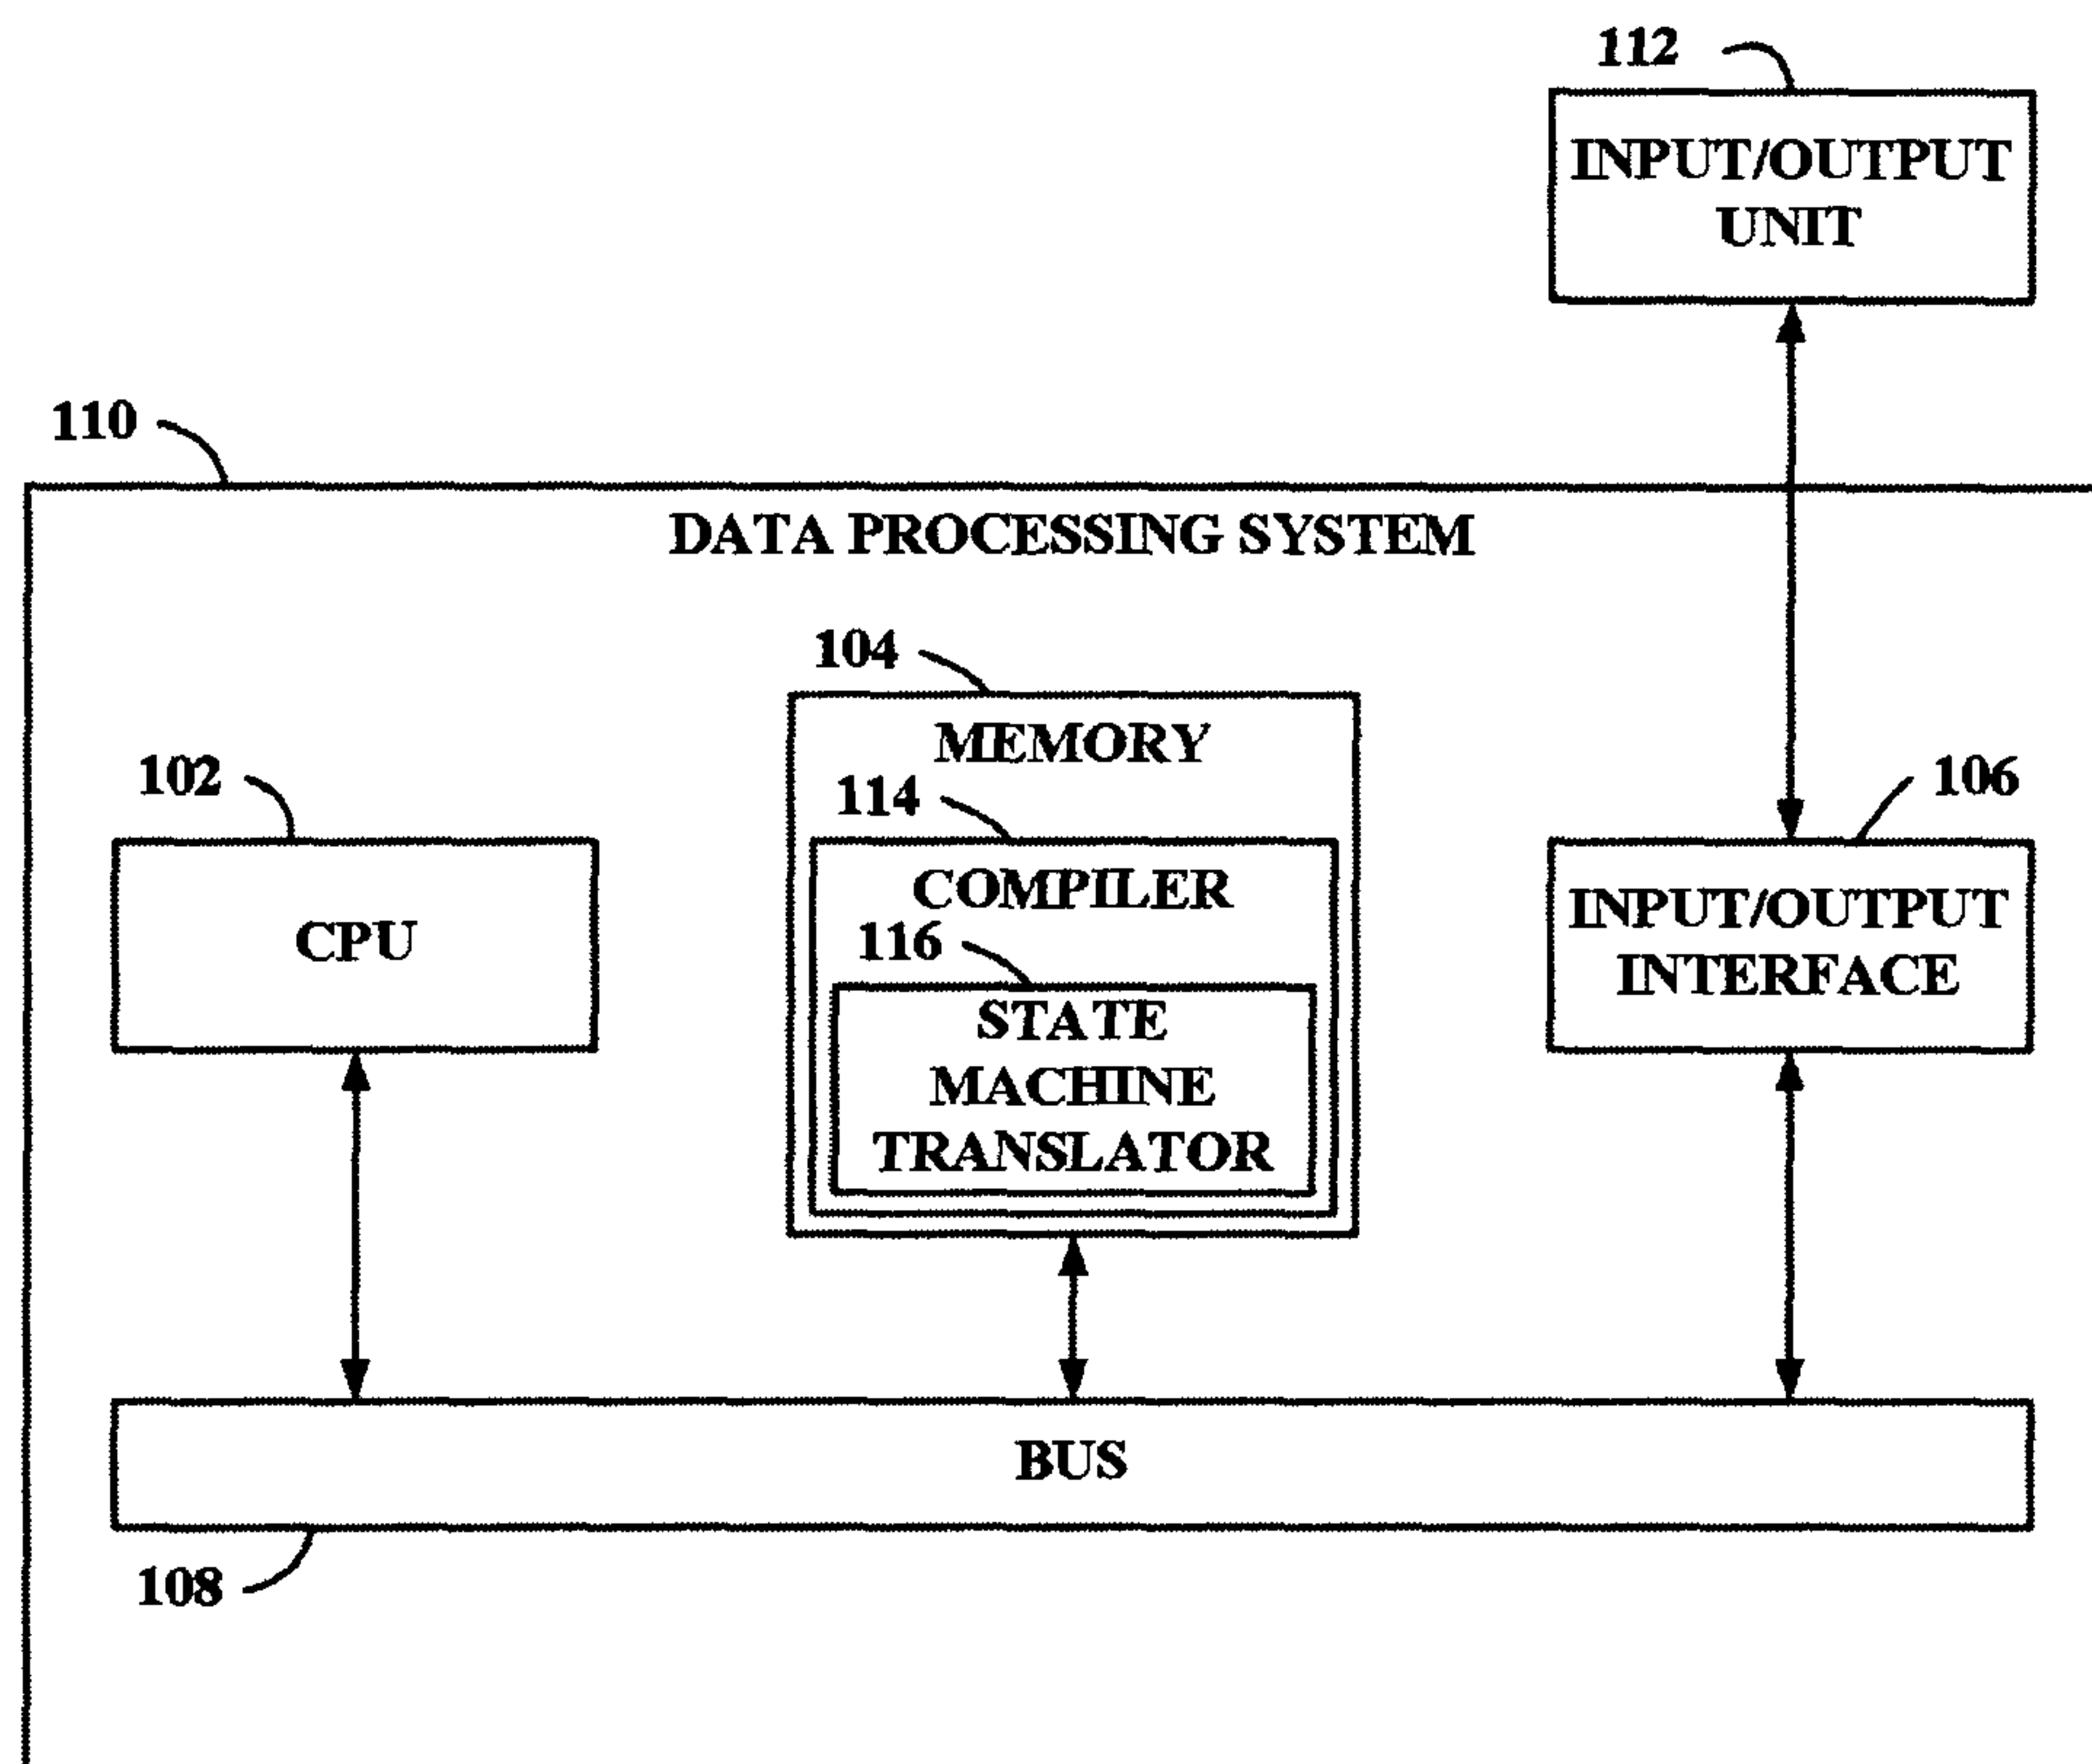 112
INPUT/OUTPUT
UNIT
110
DATA PROCESSING SYSTEM
104
MEMORY
102
114
106
COMPILER
CPU
116
INPUT/OUTPUT
INTERFACE
STATE
MACHINE
TRANSLATOR
BUS
108